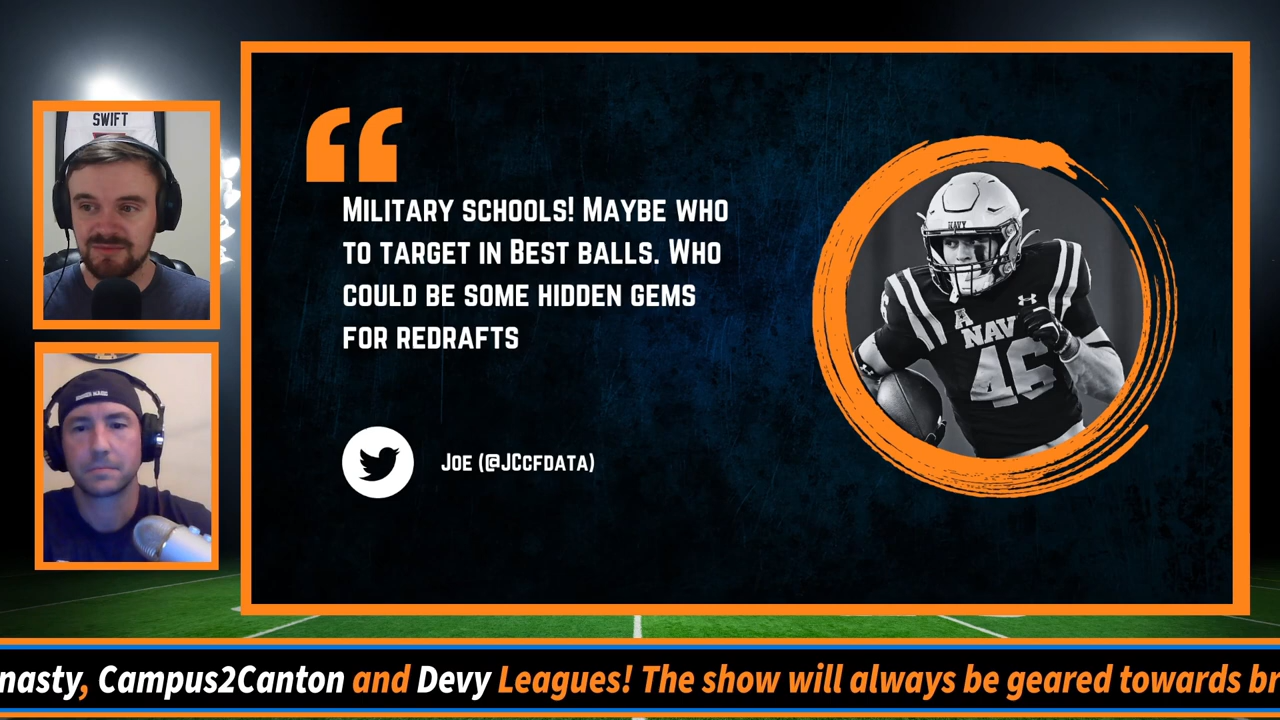 SWIFT
“
MILITARY SCHOOLS! MAYBE WHO
TO TARGET IN BEST BALLS. WHO
COULD BE SOME HIDDEN GEMS
FOR REDRAFTS
JOE (@JCCFDATA)
NAVY
A
NAVY
46
nasty, Campus2Canton and Devy Leagues! The show will always be geared towards br